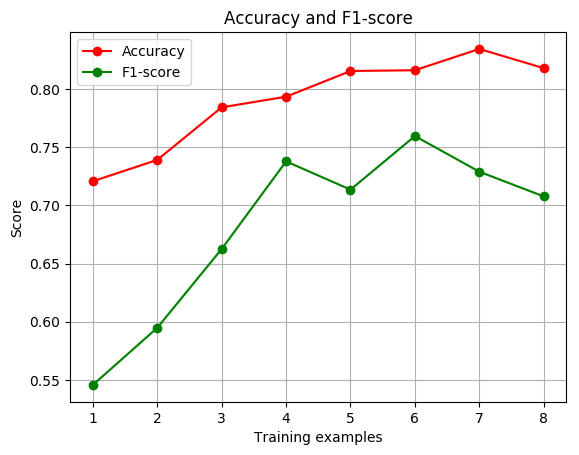 Accuracy and F1-score
Accuracy
F1-score
Score
0.80
0.75
0.70
0.65
0.60
0.55
1 2 3 4 5 6 7 8
Training examples